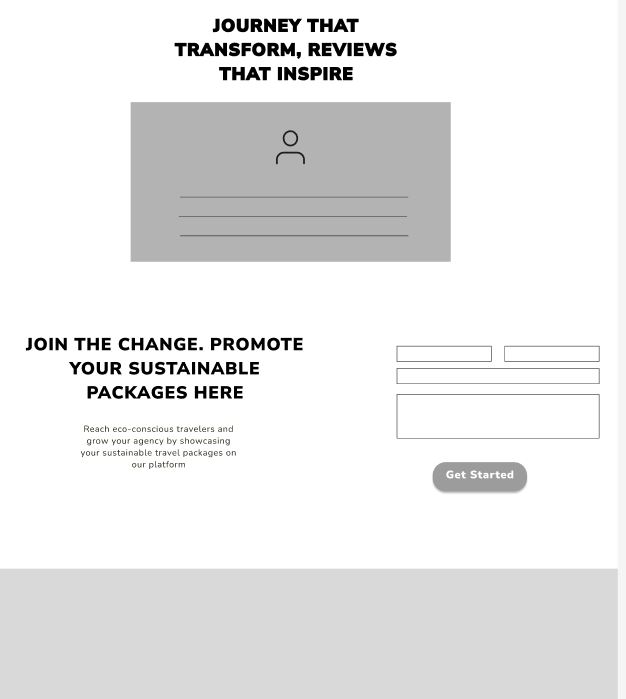 JOURNEY THAT
TRANSFORM, REVIEWS
THAT INSPIRE
JOIN THE CHANGE. PROMOTE
YOUR SUSTAINABLE
PACKAGES HERE
Reach eco-conscious travelers and
grow your agency by showcasing
your sustainable travel packages on
our platform
Get Started